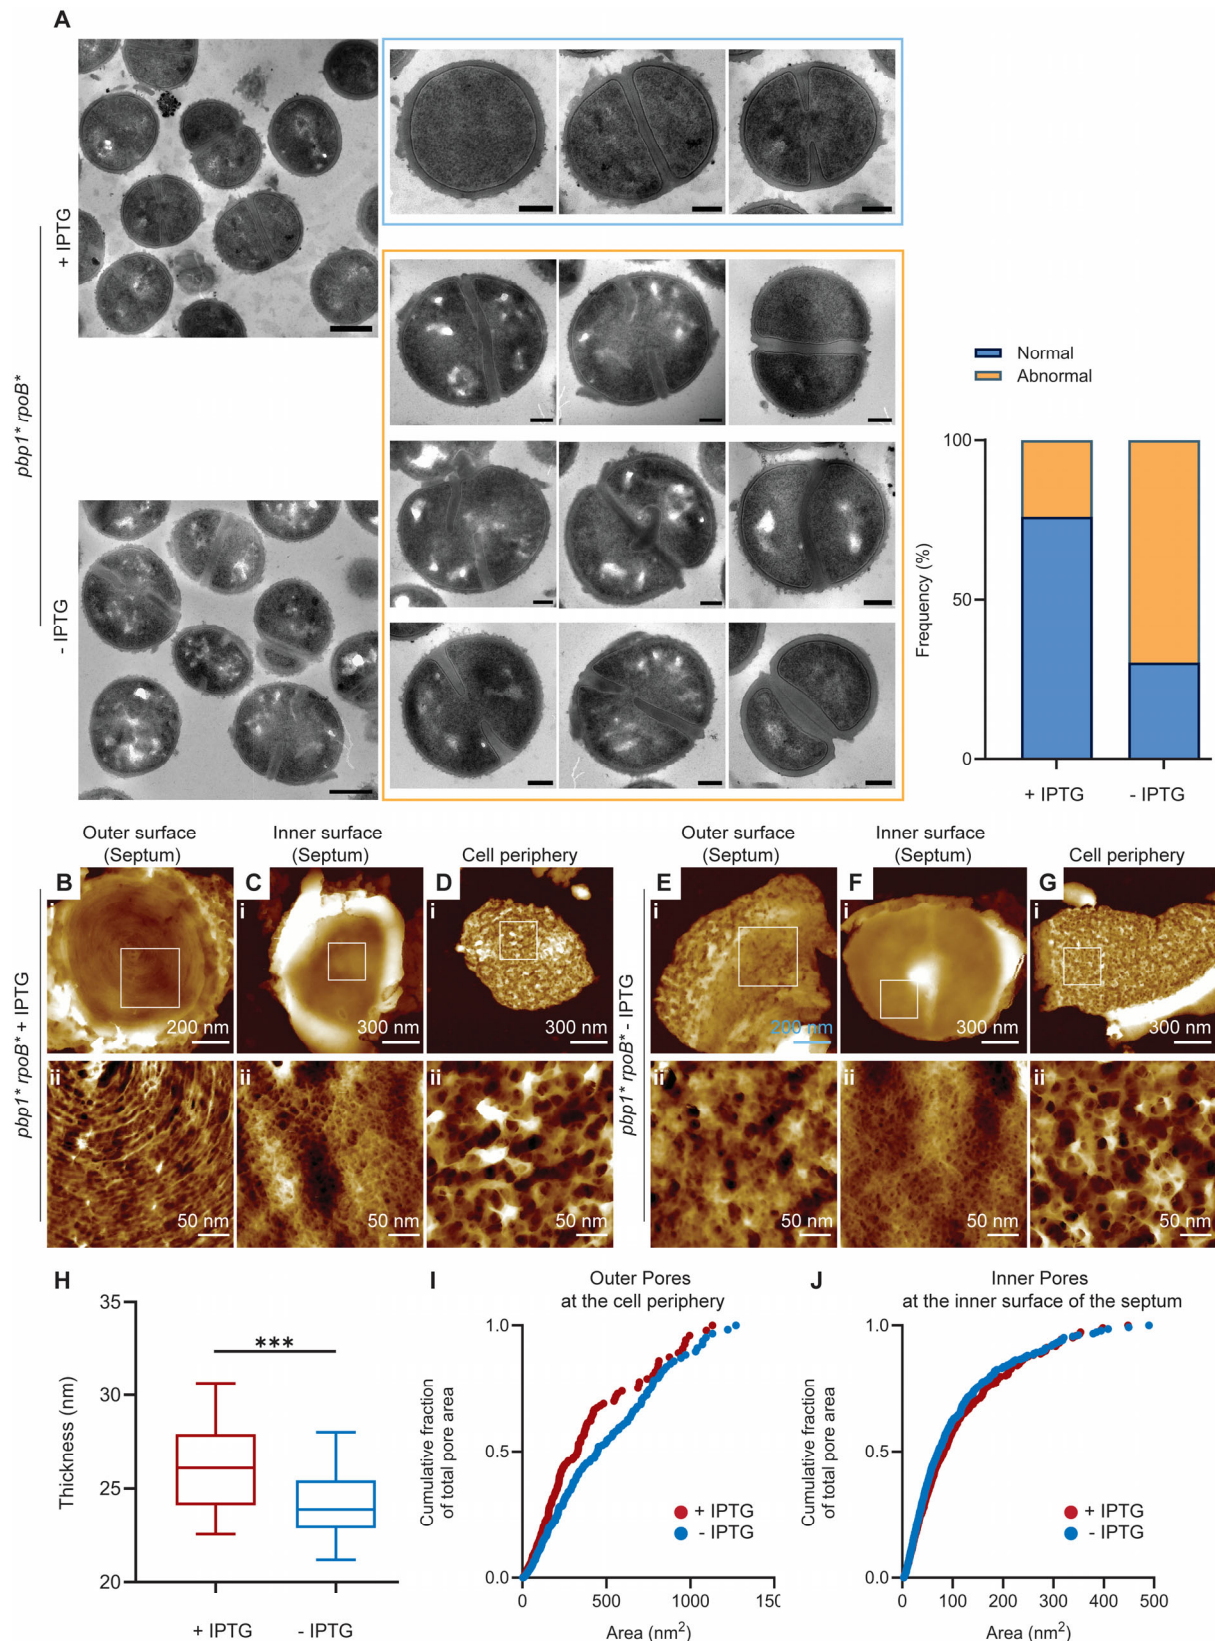 A
+ IPTG
pbp1* rpoB*
- IPTG
Normal
Abnormal
100
50
0
Frequency (%)
+ IPTG
- IPTG
Outer surface
(Septum)
Inner surface
(Septum)
Cell periphery
Outer surface
(Septum)
Inner surface
(Septum)
Cell periphery
B
C
D
E
F
G
i
i
i
i
i
i
200 nm
300 nm
300 nm
200 nm
300 nm
300 nm
pbp1* rpoB* + IPTG
pbp1* rpoB* - IPTG
ii
ii
ii
ii
ii
ii
50 nm
50 nm
50 nm
50 nm
50 nm
50 nm
H
35
30
25
20
Thickness (nm)
***
+ IPTG
- IPTG
I
Outer Pores
at the cell periphery
1.0
0.5
0.0
Cumulative fraction
of total pore area
+ IPTG
- IPTG
0
500
1000
150
Area (nm²)
J
Inner Pores
at the inner surface of the septum
1.0
0.5
0.0
Cumulative fraction
of total pore area
+ IPTG
- IPTG
0
100
200
300
400
500
Area (nm²)